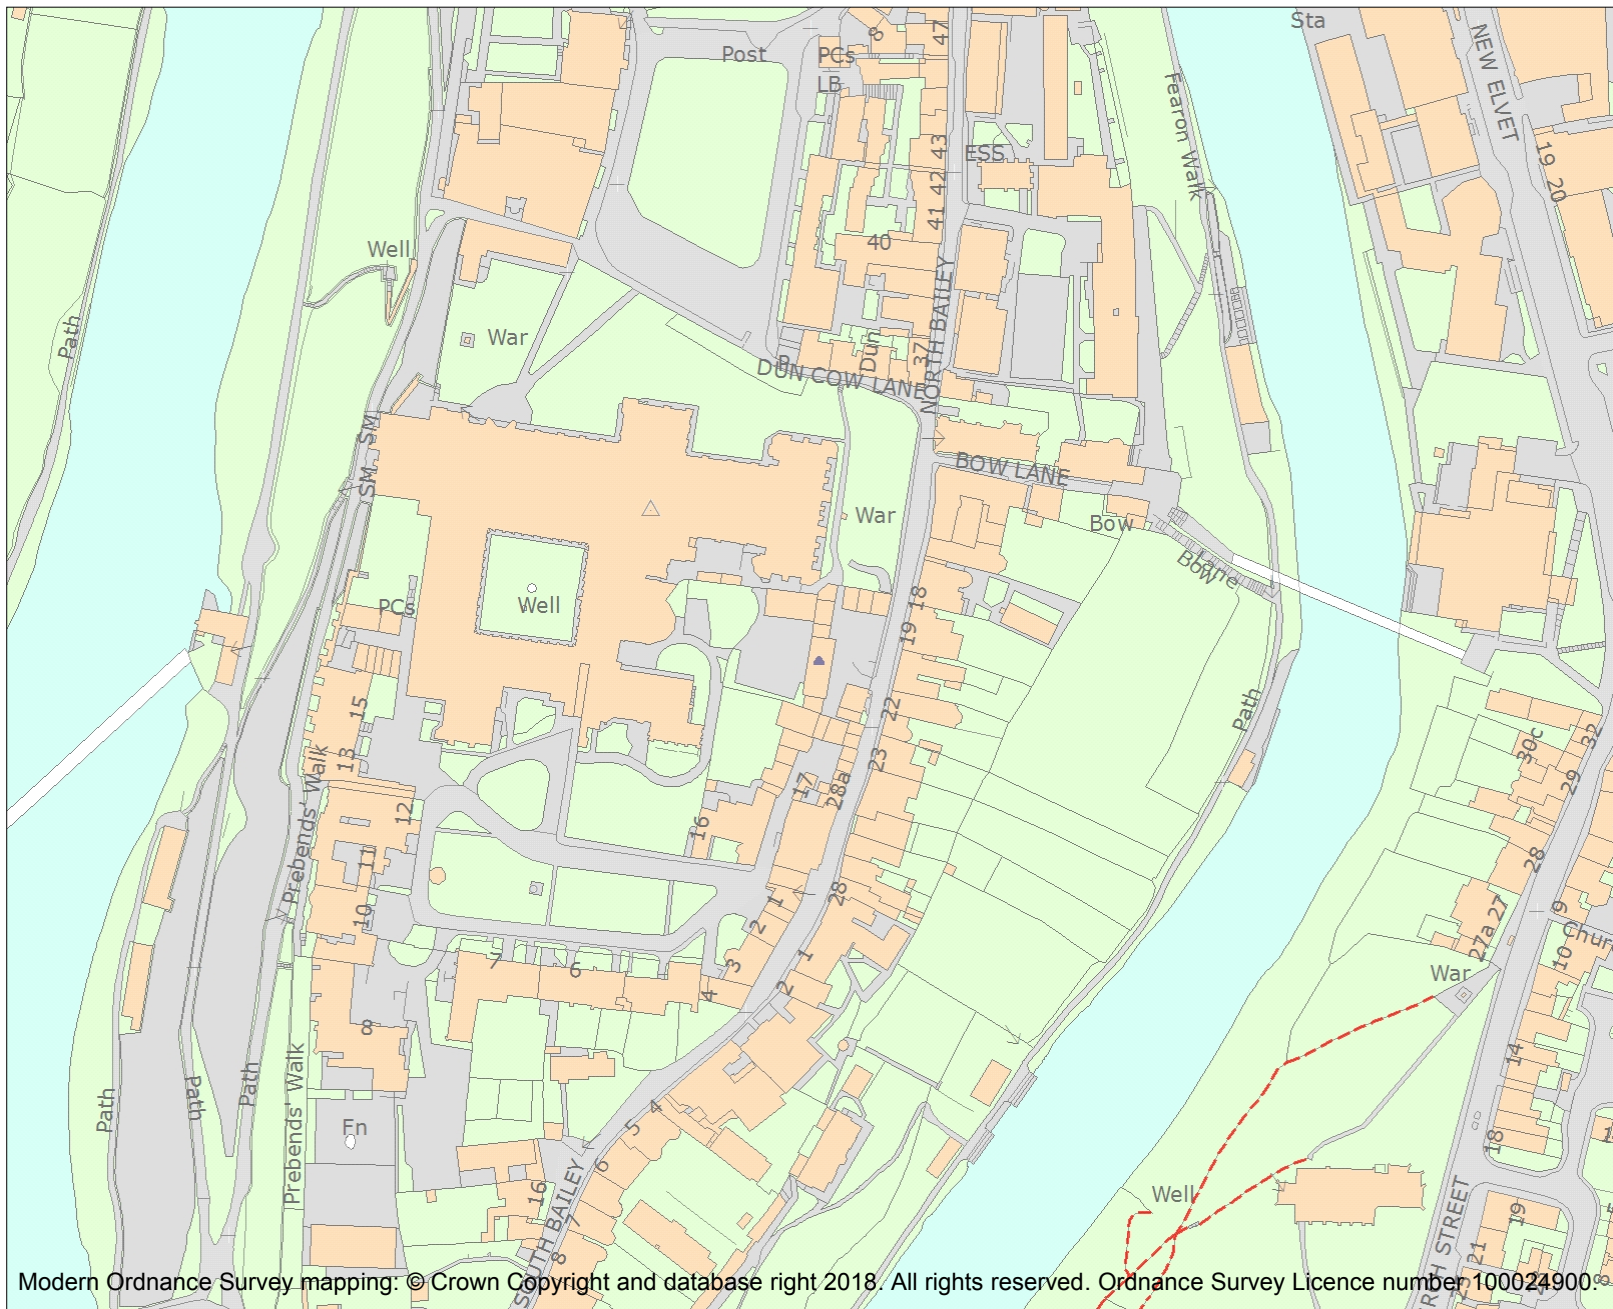 Sta
NEW ELVET
47
8
Post
PCs
LB
Fearon Walk
43
ESS
42
41
19
20
40
Well
NORTH BAILEY
Path
War
Dun
37
P
DUN COW LANE
SM
SM
BOW LANE
War
Bow
Bow
Lane
Well
PCs
18
19
15
22
Path
13
23
30c
32
29
Prebends' Walk
17
28a
12
16
11
28
10
1
28
27
9
2
27a
Church
1
10
3
7
6
4
2
War
8
14
Path
Path
Path
Prebends' Walk
4
Fn
5
18
6
16
Well
19
7
SOUTH BAILEY
8
21
Modern Ordnance Survey mapping: © Crown Copyright and database right 2018. All rights reserved. Ordnance Survey Licence number 100024900.